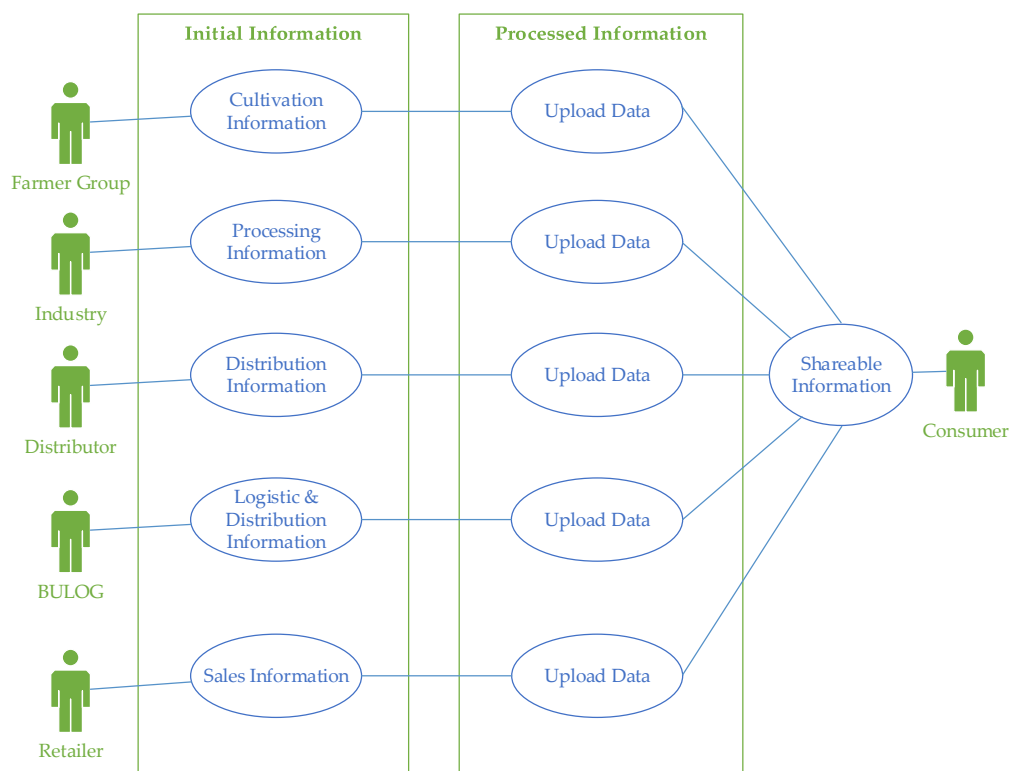 Initial Information
Processed Information
Cultivation
Information
Upload Data
Farmer Group
Processing
Information
Upload Data
Industry
Distribution
Information
Upload Data
Shareable
Information
Distributor
Consumer
Logistic &
Distribution
Information
Upload Data
BULOG
Sales Information
Upload Data
Retailer